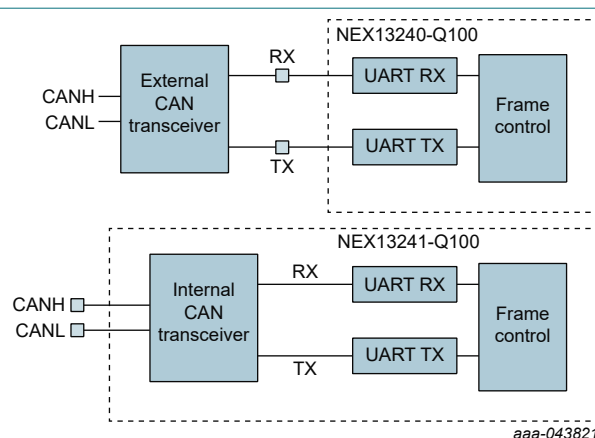 NEX13240-Q100
RX
UART RX
External
CAN
transceiver
CANH
CANL
Frame
control
UART TX
TX
NEX13241-Q100
RX
UART RX
CANH
CANL
Internal
CAN
transceiver
Frame
control
UART TX
TX
aaa-043821